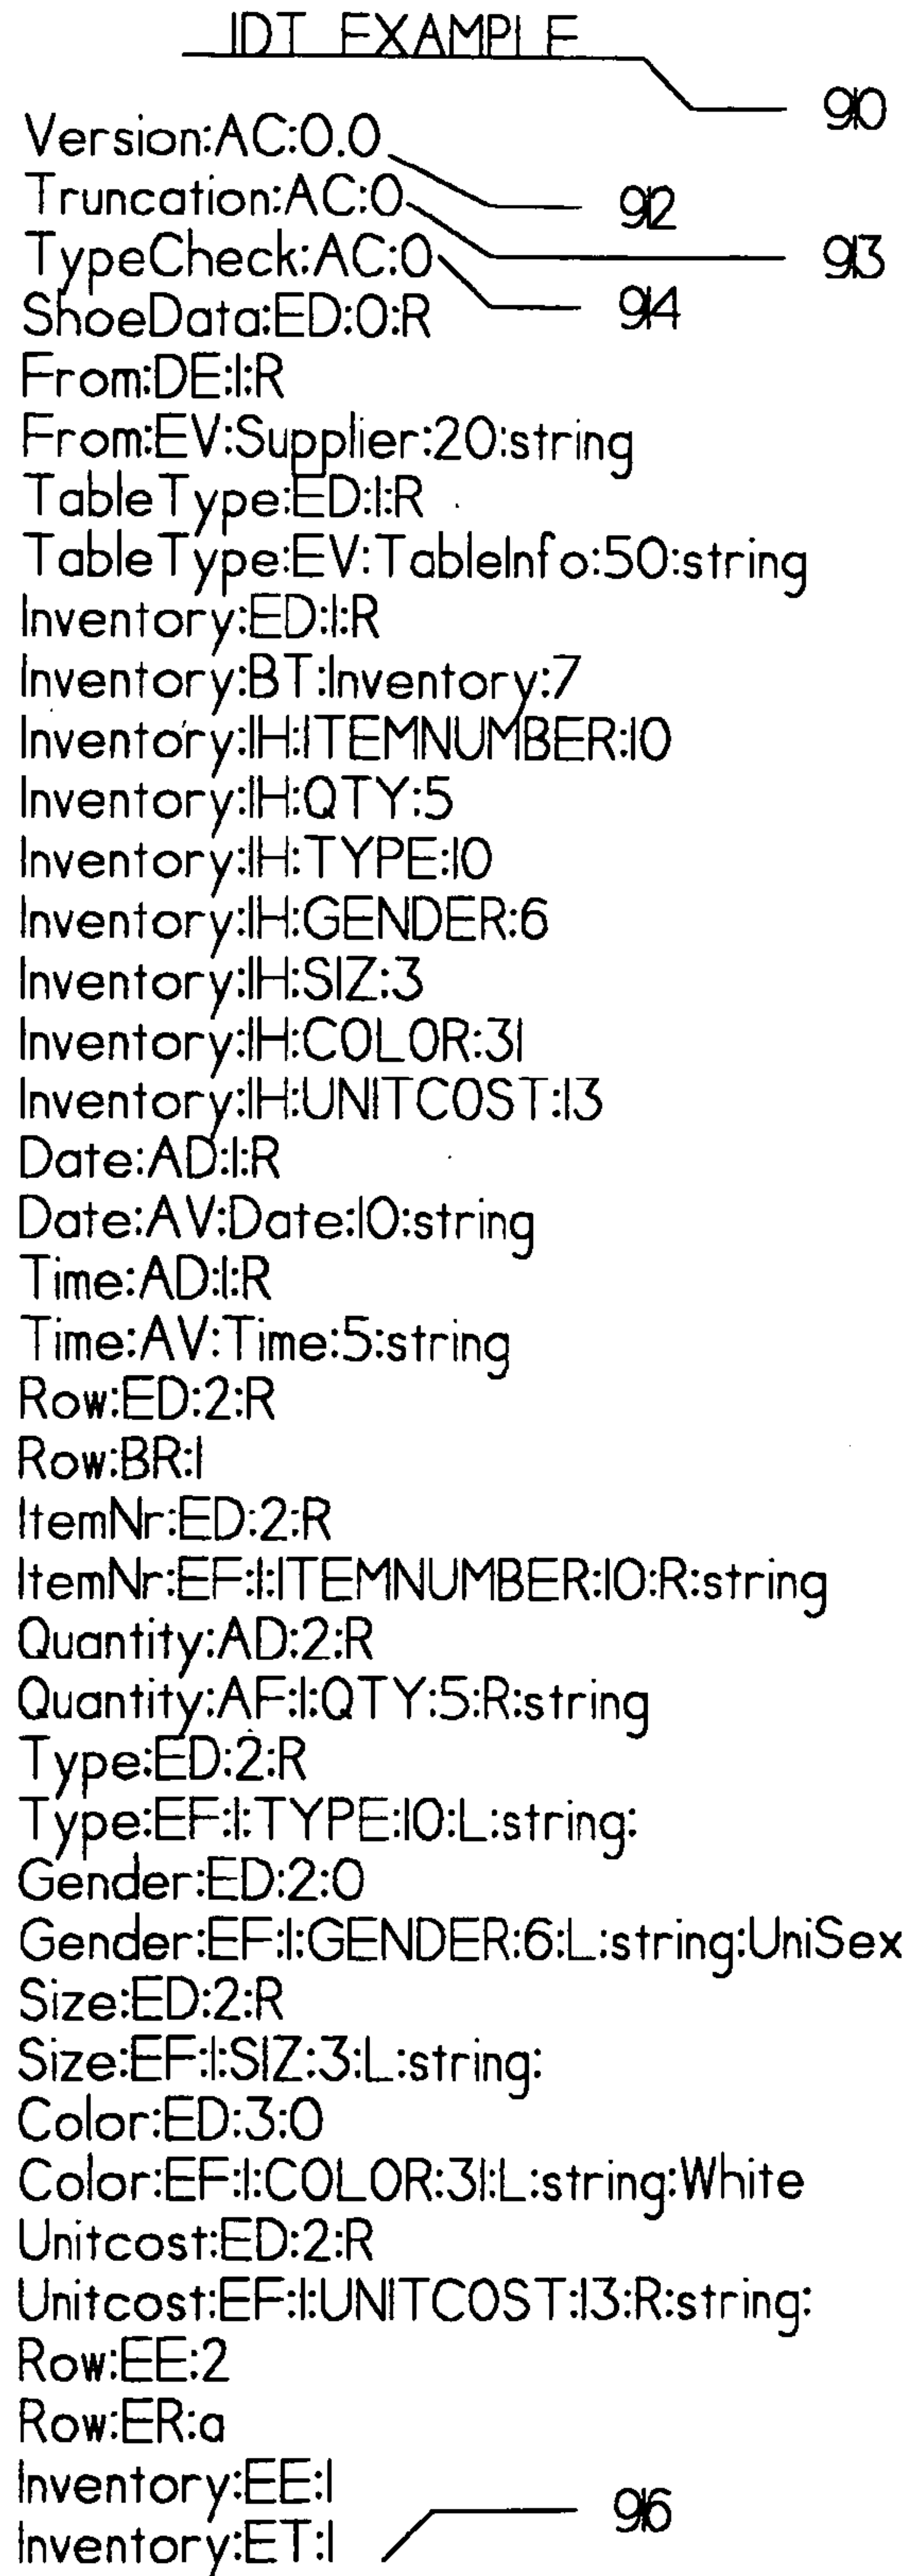 IDT EXAMPLE
910
Version:AC:0.0
912
Truncation:AC:0
913
TypeCheck:AC:0
914
ShoeData:ED:0:R
From:DE:1:R
From:EV:Supplier:20:string
TableType:ED:1:R
TableType:EV:TableInfo:50:string
Inventory:ED:1:R
Inventory:BT:Inventory:7
Inventory:IH:ITEMNUMBER:10
Inventory:IH:QTY:5
Inventory:IH:TYPE:10
Inventory:IH:GENDER:6
Inventory:IH:SIZ:3
Inventory:IH:COLOR:31
Inventory:IH:UNITCOST:13
Date:AD:1:R
Date:AV:Date:10:string
Time:AD:1:R
Time:AV:Time:5:string
Row:ED:2:R
Row:BR:1
ItemNr:ED:2:R
ItemNr:EF:1:ITEMNUMBER:10:R:string
Quantity:AD:2:R
Quantity:AF:1:QTY:5:R:string
Type:ED:2:R
Type:EF:1:TYPE:10:L:string:
Gender:ED:2:O
Gender:EF:1:GENDER:6:L:string:UniSex
Size:ED:2:R
Size:EF:1:SIZ:3:L:string:
Color:ED:3:O
Color:EF:1:COLOR:31:L:string:White
Unitcost:ED:2:R
Unitcost:EF:1:UNITCOST:13:R:string:
Row:EE:2
Row:ER:a
Inventory:EE:1
Inventory:ET:1
916